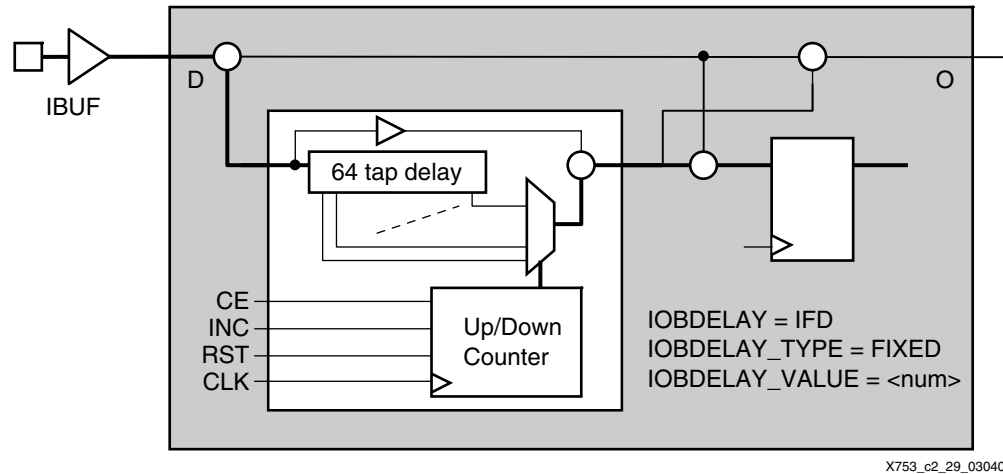 D
O
IBUF
64 tap delay
CE
INC
RST
CLK
Up/Down
Counter
IOBDELAY = IFD
IOBDELAY_TYPE = FIXED
IOBDELAY_VALUE = <num>
X753_c2_29_03040